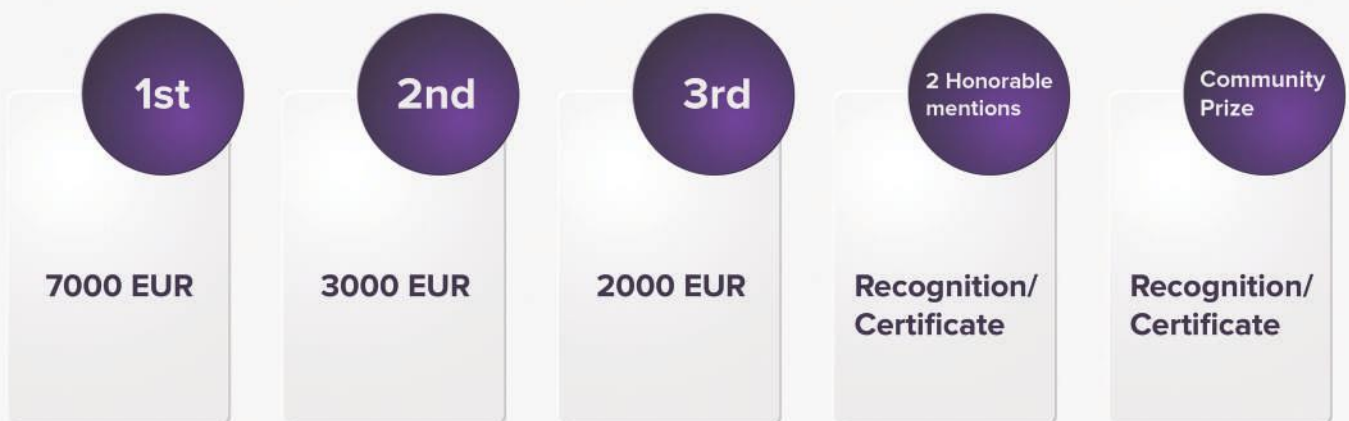 1st
7000 EUR
2nd
3000 EUR
3rd
2000 EUR
2 Honorable
mentions
Recognition/
Certificate
Community
Prize
Recognition/
Certificate